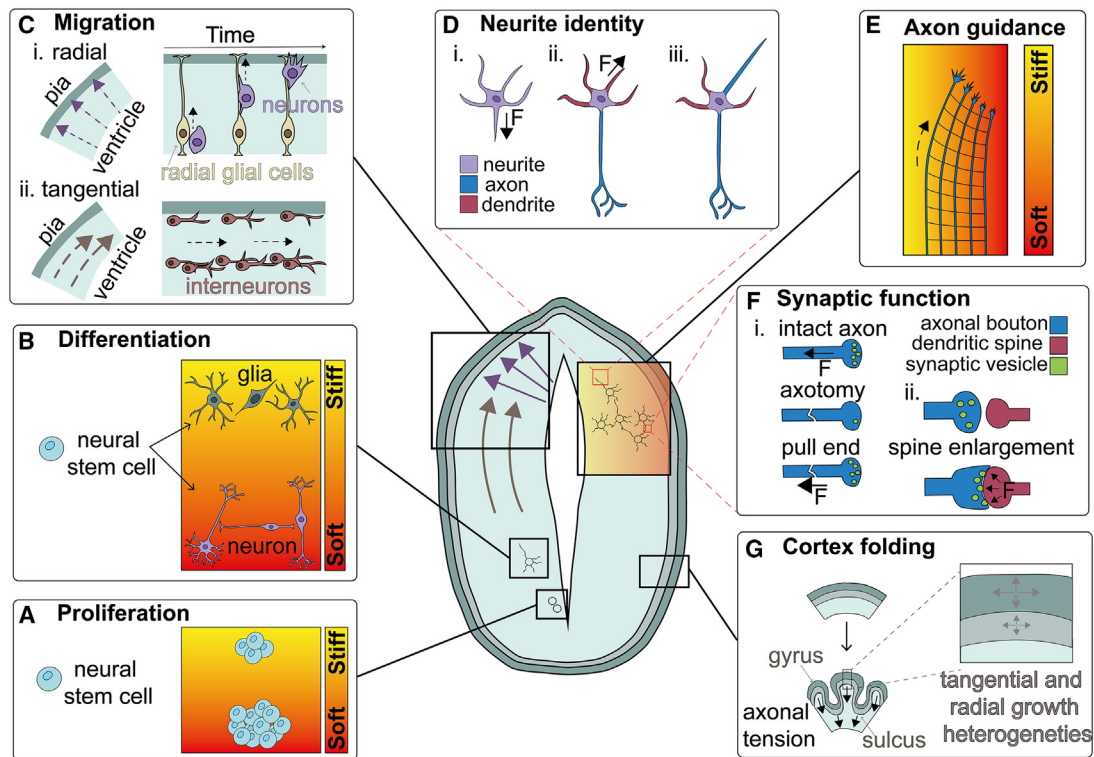 C Migration
i. radial
pia
ventricle
Time
neurons
radial glial cells
ii. tangential
pia
ventricle
interneurons
D Neurite identity
i.
ii.
iii.
F
F
neurite
axon
dendrite
E Axon guidance
Stiff
Soft
B Differentiation
neural
stem cell
glia
neuron
Stiff
Soft
A Proliferation
neural
stem cell
Stiff
Soft
F Synaptic function
i. intact axon
F
axotomy
pull end
F
axonal bouton
dendritic spine
synaptic vesicle
ii.
spine enlargement
F
G Cortex folding
gyrus
axonal
tension
sulcus
tangential and
radial growth
heterogeneties